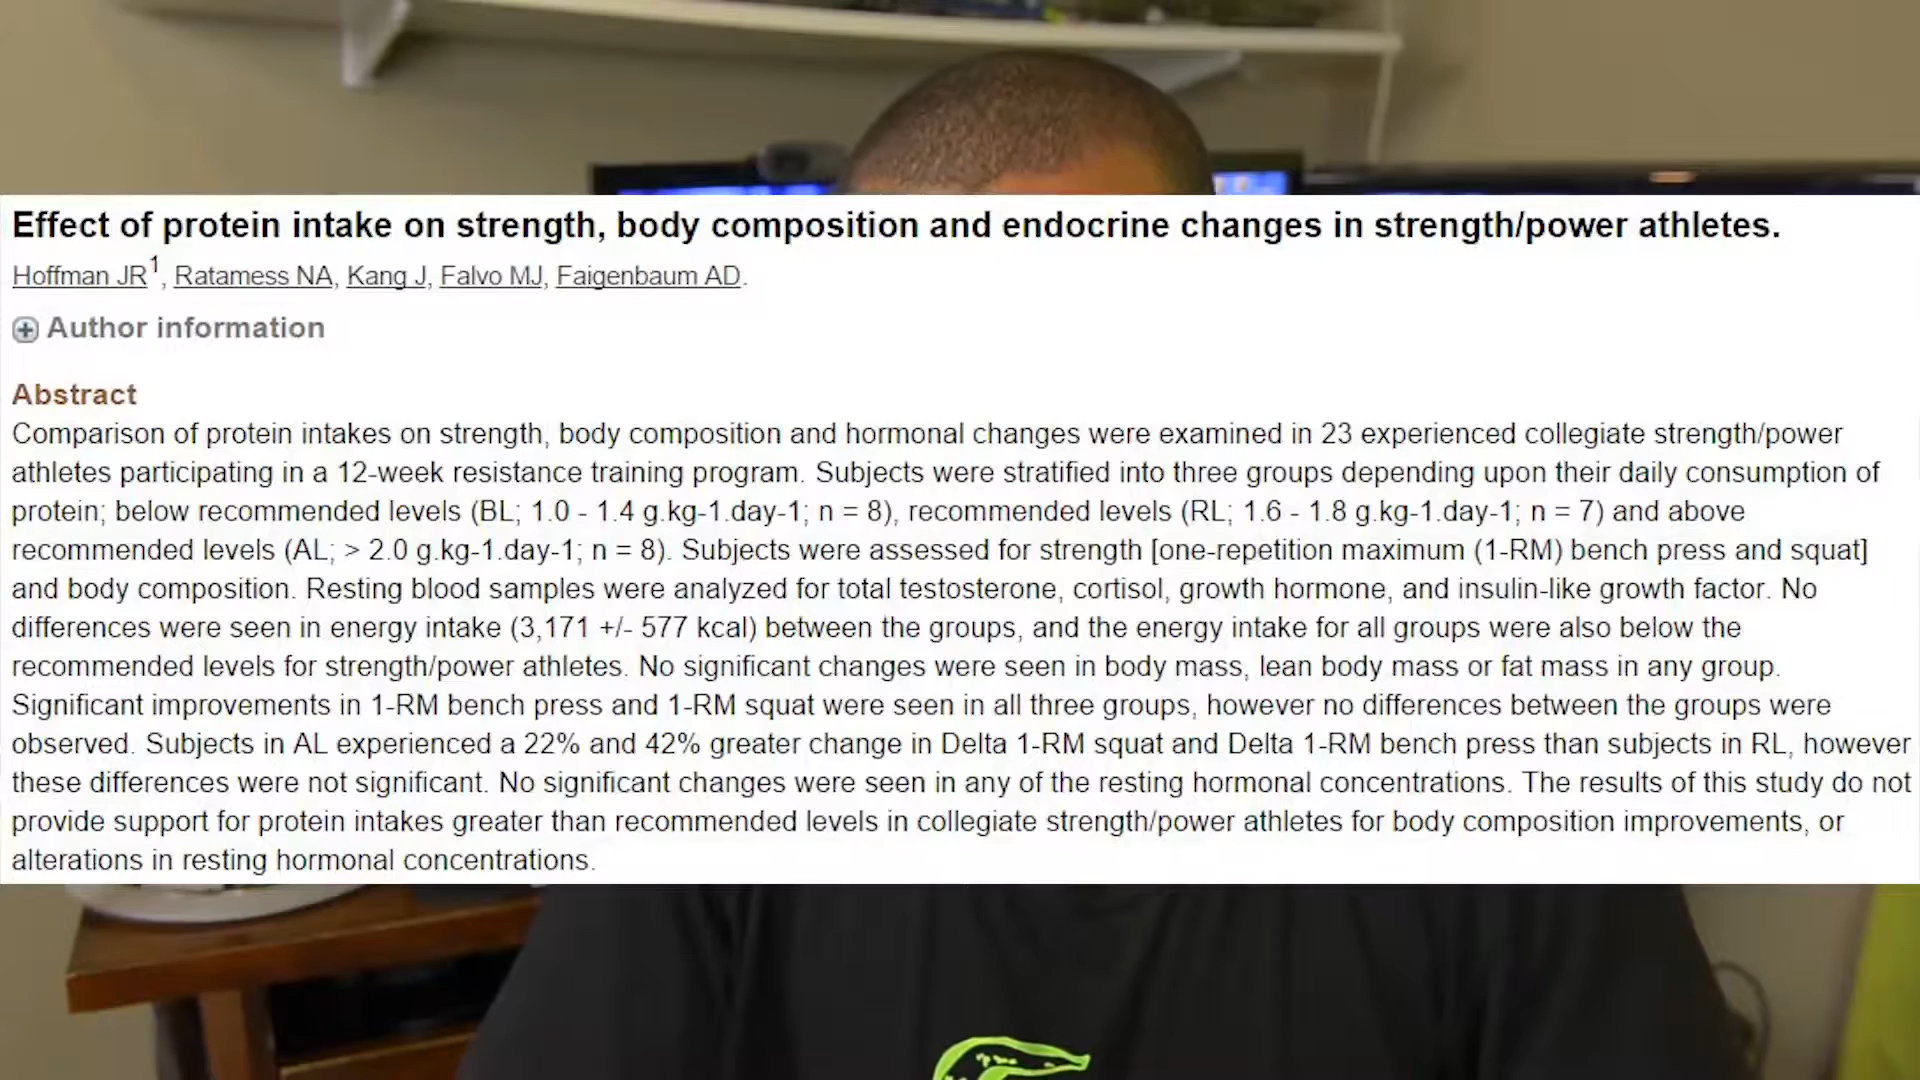 Effect of protein intake on strength, body composition and endocrine changes in strength/power athletes.
Hoffman JR1, Ratamess NA, Kang J, Falvo MJ, Faigenbaum AD.
Author information
Abstract
Comparison of protein intakes on strength, body composition and hormonal changes were examined in 23 experienced collegiate strength/power
athletes participating in a 12-week resistance training program. Subjects were stratified into three groups depending upon their daily consumption of
protein; below recommended levels (BL; 1.0 - 1.4 g.kg-1.day-1; n = 8), recommended levels (RL; 1.6 - 1.8 g.kg-1.day-1; n = 7) and above
recommended levels (AL; > 2.0 g.kg-1.day-1; n = 8). Subjects were assessed for strength [one-repetition maximum (1-RM) bench press and squat]
and body composition. Resting blood samples were analyzed for total testosterone, cortisol, growth hormone, and insulin-like growth factor. No
differences were seen in energy intake (3,171 +/- 577 kcal) between the groups, and the energy intake for all groups were also below the
recommended levels for strength/power athletes. No significant changes were seen in body mass, lean body mass or fat mass in any group.
Significant improvements in 1-RM bench press and 1-RM squat were seen in all three groups, however no differences between the groups were
observed. Subjects in AL experienced a 22% and 42% greater change in Delta 1-RM squat and Delta 1-RM bench press than subjects in RL, however
these differences were not significant. No significant changes were seen in any of the resting hormonal concentrations. The results of this study do not
provide support for protein intakes greater than recommended levels in collegiate strength/power athletes for body composition improvements, or
alterations in resting hormonal concentrations.